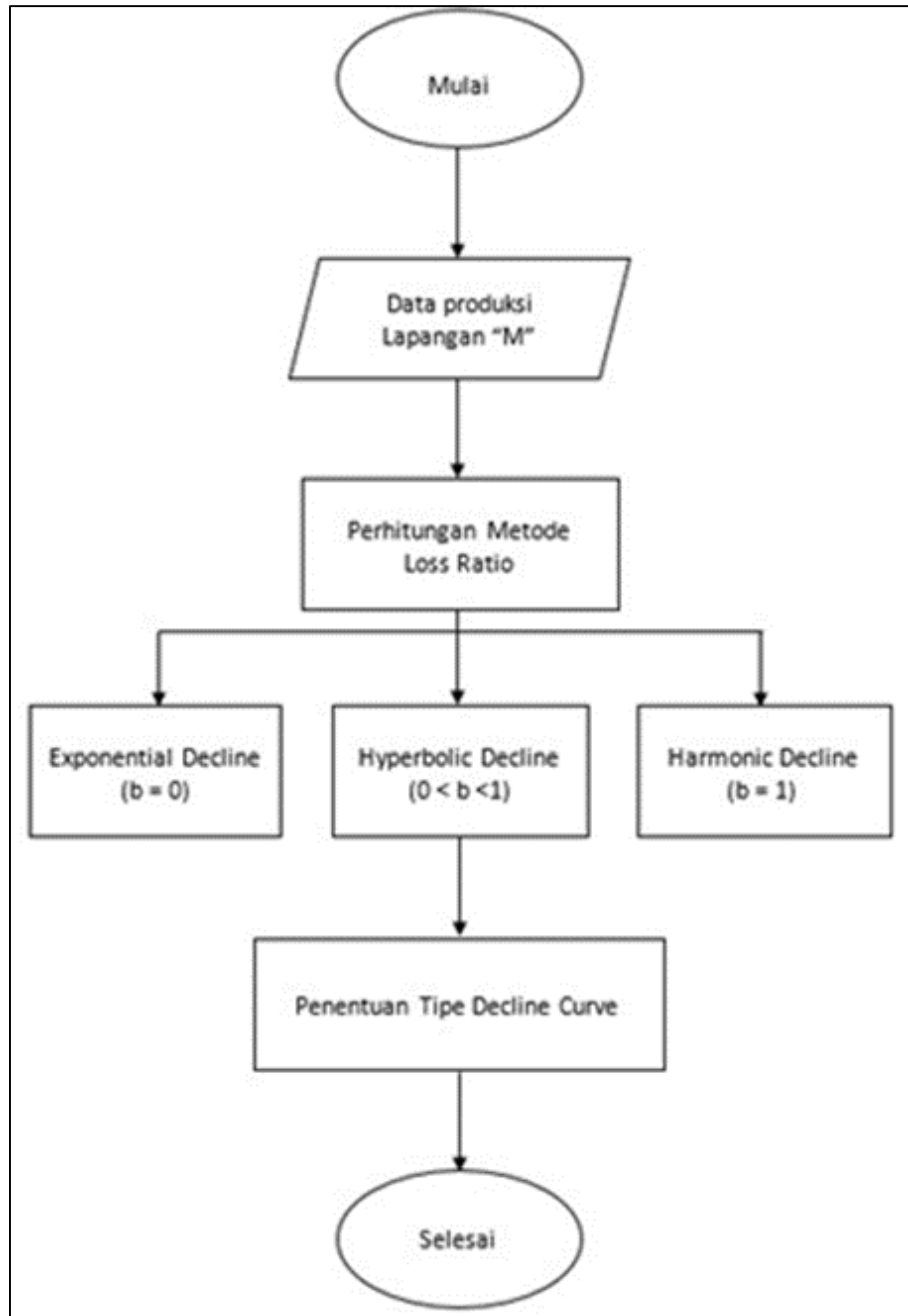 Mulai
Data produksi
Lapangan “M”
Perhitungan Metode
Loss Ratio
Exponential Decline
(b = 0)
Hyperbolic Decline
(0 < b <1)
Harmonic Decline
(b = 1)
Penentuan Tipe Decline Curve
Selesai